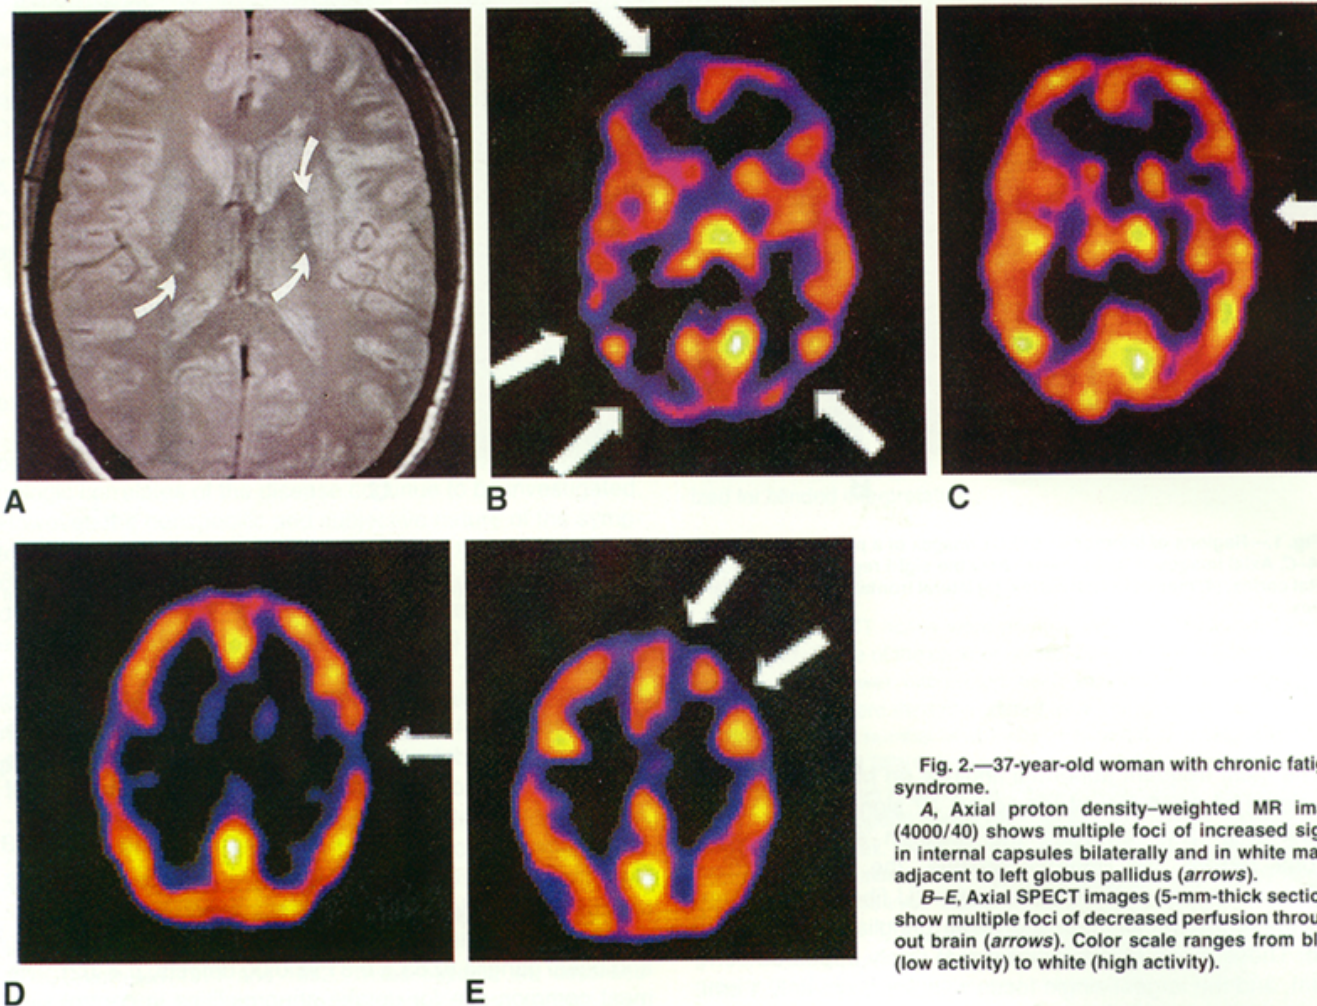 A
B
C
D
E
Fig. 2.—37-year-old woman with chronic fatig
syndrome.
A, Axial proton density–weighted MR im
(4000/40) shows multiple foci of increased sig
in internal capsules bilaterally and in white ma
adjacent to left globus pallidus (arrows).
B–E, Axial SPECT images (5-mm-thick section
show multiple foci of decreased perfusion throu
out brain (arrows). Color scale ranges from bl
(low activity) to white (high activity).